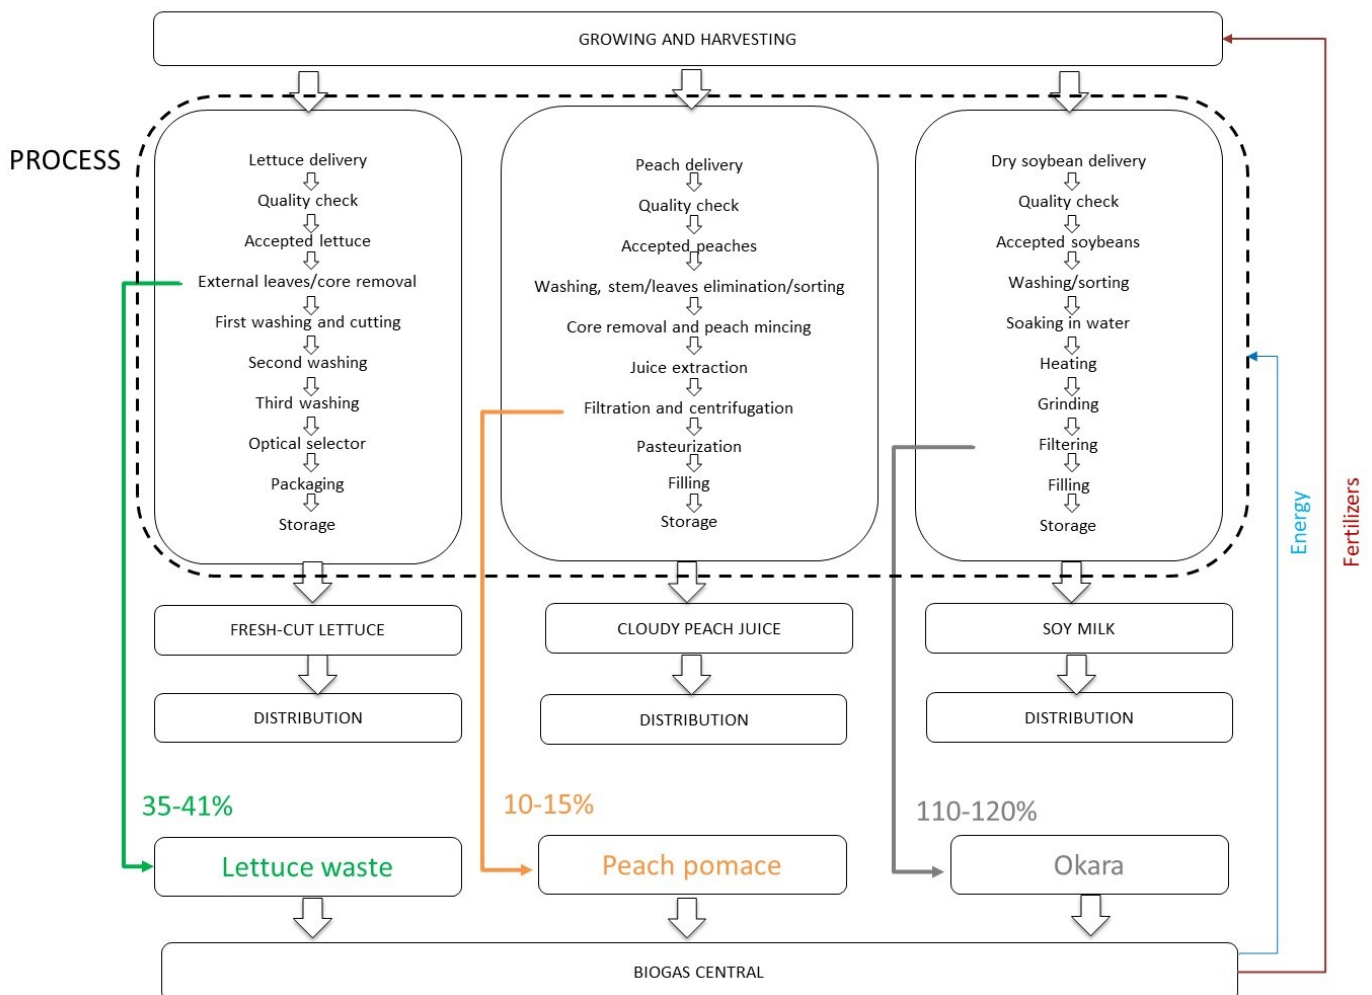 GROWING AND HARVESTING
PROCESS
Lettuce delivery
Quality check
Accepted lettuce
External leaves/core removal
First washing and cutting
Second washing
Third washing
Optical selector
Packaging
Storage
Peach delivery
Quality check
Accepted peaches
Washing, stem/leaves elimination/sorting
Core removal and peach mincing
Juice extraction
Filtration and centrifugation
Pasteurization
Filling
Storage
Dry soybean delivery
Quality check
Accepted soybeans
Washing/sorting
Soaking in water
Heating
Grinding
Filtering
Filling
Storage
Energy
Fertilizers
FRESH-CUT LETTUCE
CLOUDY PEACH JUICE
SOY MILK
DISTRIBUTION
DISTRIBUTION
DISTRIBUTION
35-41%
10-15%
110-120%
Lettuce waste
Peach pomace
Okara
BIOGAS CENTRAL